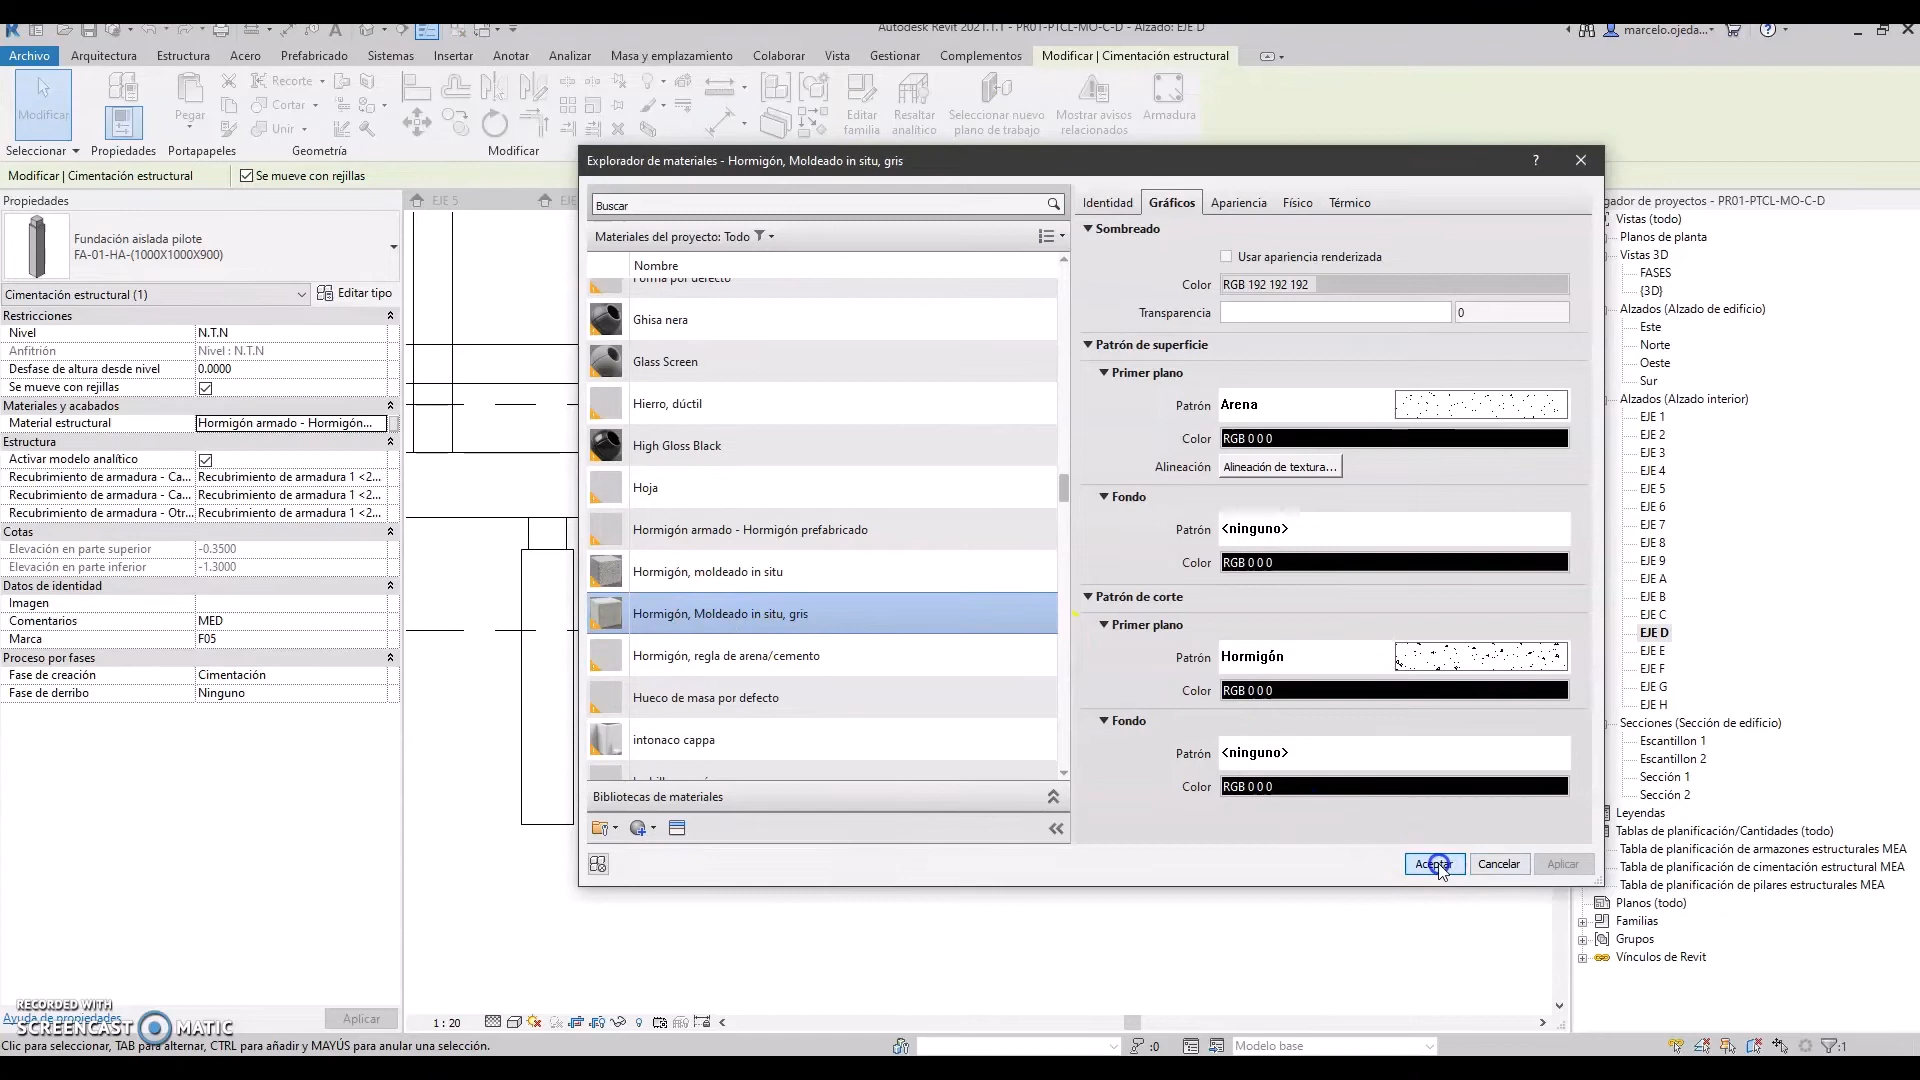 Autodesk Revit 2021.1.1 - PR01-PTCL-MO-C-D - Alzado: EJE D
marcelo.ojeda...
Archivo Arquitectura Estructura Acero Prefabricado Sistemas Insertar Anotar Analizar Masa y emplazamiento Colaborar Vista Gestionar Complementos Modificar | Cimentación estructural
Modificar
Pegar
Recorte
Cortar
Unir
Editar familia
Resaltar analítico
Seleccionar nuevo plano de trabajo
Mostrar avisos relacionados
Armadura
Seleccionar Propiedades Portapapeles Geometría Modificar
Modificar | Cimentación estructural Se mueve con rejillas
Propiedades
Fundación aislada pilote
FA-01-HA-(1000X1000X900)
Cimentación estructural (1) Editar tipo
Restricciones
Nivel N.T.N
Anfitrión Nivel : N.T.N
Desfase de altura desde nivel 0.0000
Se mueve con rejillas
Materiales y acabados
Material estructural Hormigón armado - Hormigón...
Estructura
Activar modelo analítico
Recubrimiento de armadura - Ca... Recubrimiento de armadura 1 <2...
Recubrimiento de armadura - Ca... Recubrimiento de armadura 1 <2...
Recubrimiento de armadura - Otr... Recubrimiento de armadura 1 <2...
Cotas
Elevación en parte superior -0.3500
Elevación en parte inferior -1.3000
Datos de identidad
Imagen
Comentarios MED
Marca F05
Proceso por fases
Fase de creación Cimentación
Fase de derribo Ninguno
Ayuda de propiedades Aplicar
RECORDED WITH
SCREENCAST MATIC
EJE 5 EJE
Explorador de materiales - Hormigón, Moldeado in situ, gris ?
Buscar
Materiales del proyecto: Todo
Nombre
Forma por defecto
Ghisa nera
Glass Screen
Hierro, dúctil
High Gloss Black
Hoja
Hormigón armado - Hormigón prefabricado
Hormigón, moldeado in situ
Hormigón, Moldeado in situ, gris
Hormigón, regla de arena/cemento
Hueco de masa por defecto
intonaco cappa
Bibliotecas de materiales
Identidad Gráficos Apariencia Físico Térmico
Sombreado
Usar apariencia renderizada
Color RGB 192 192 192
Transparencia 0
Patrón de superficie
Primer plano
Patrón Arena
Color RGB 0 0 0
Alineación Alineación de textura...
Fondo
Patrón <ninguno>
Color RGB 0 0 0
Patrón de corte
Primer plano
Patrón Hormigón
Color RGB 0 0 0
Fondo
Patrón <ninguno>
Color RGB 0 0 0
Aceptar Cancelar Aplicar
gador de proyectos - PR01-PTCL-MO-C-D
Vistas (todo)
Planos de planta
Vistas 3D
FASES
{3D}
Alzados (Alzado de edificio)
Este
Norte
Oeste
Sur
Alzados (Alzado interior)
EJE 1
EJE 2
EJE 3
EJE 4
EJE 5
EJE 6
EJE 7
EJE 8
EJE 9
EJE A
EJE B
EJE C
EJE D
EJE E
EJE F
EJE G
EJE H
Secciones (Sección de edificio)
Escantillon 1
Escantillon 2
Sección 1
Sección 2
Leyendas
Tablas de planificación/Cantidades (todo)
Tabla de planificación de armazones estructurales MEA
Tabla de planificación de cimentación estructural MEA
Tabla de planificación de pilares estructurales MEA
Planos (todo)
Familias
Grupos
Vínculos de Revit
1 : 20
Clic para seleccionar, TAB para alternar, CTRL para añadir y MAYÚS para anular una selección. :0 Modelo base :1